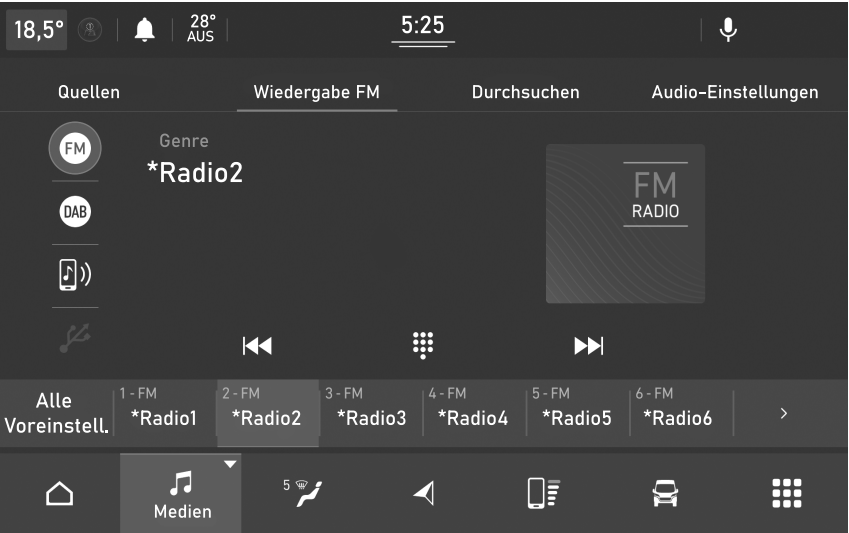 18,5°
28°
AUS
5:25
Quellen
Wiedergabe FM
Durchsuchen
Audio-Einstellungen
FM
Genre
*Radio2
FM
RADIO
DAB
Alle
Voreinstell.
1 - FM
*Radio1
2 - FM
*Radio2
3 - FM
*Radio3
4 - FM
*Radio4
5 - FM
*Radio5
6 - FM
*Radio6
5
Medien